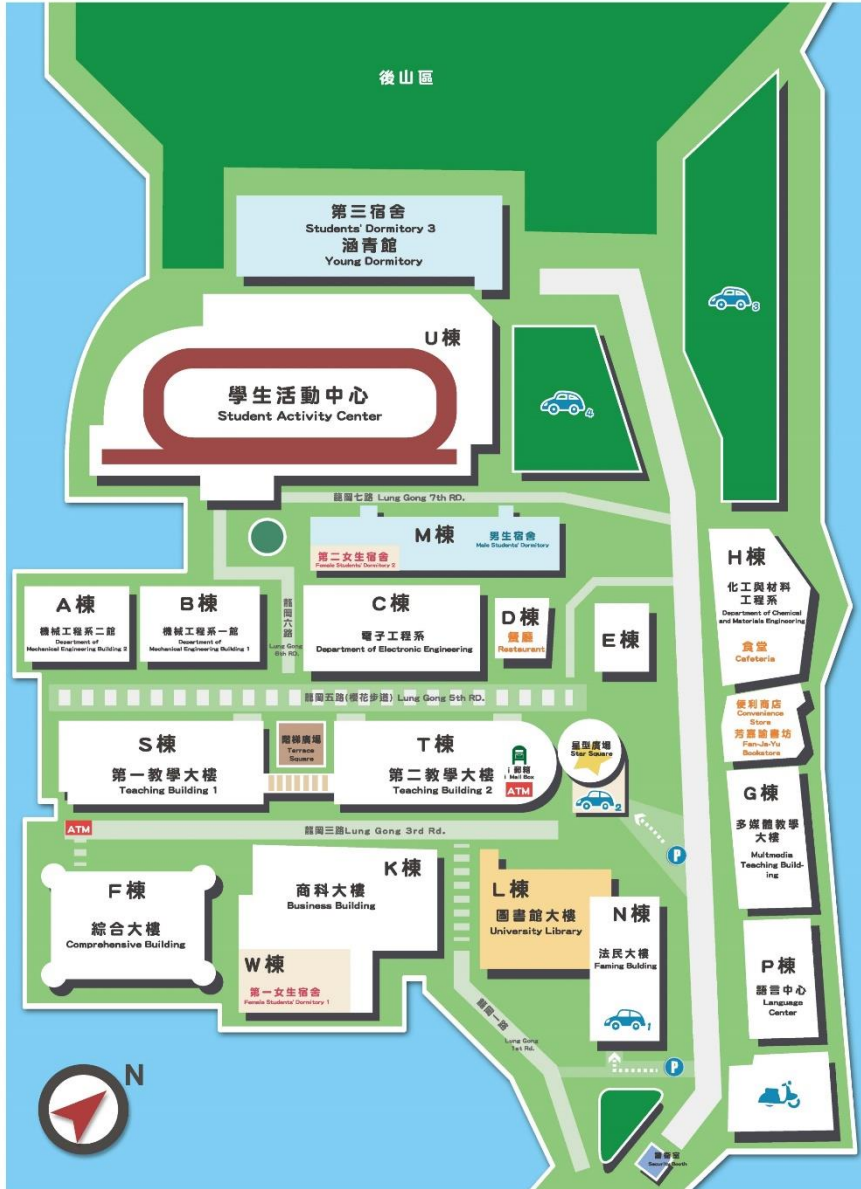 後山區
第三宿舍
Students' Dormitory 3
涵青館
Young Dormitory
3
U棟
學生活動中心
Student Activity Center
4
龍岡七路 Lung Gong 7th RD.
M棟
男生宿舍
Male Students' Dormitory
第二女生宿舍
Female Students' Dormitory 2
H棟
化工與材料
工程系
Department of Chemical
and Materials Engineering
食堂
Cafeteria
A棟
機械工程系二館
Department of
Mechanical Engineering Building 2
B棟
機械工程系一館
Department of
Mechanical Engineering Building 1
龍岡六路
Lung Gong
6th RD.
C棟
電子工程系
Department of Electronic Engineering
D棟
餐廳
Restaurant
E棟
龍岡五路(櫻花步道) Lung Gong 5th RD.
便利商店
Convenience
Store
芳嘉瑜書坊
Fan-Ja-Yu
Bookstore
S棟
第一教學大樓
Teaching Building 1
階梯廣場
Terrace
Square
T棟
第二教學大樓
Teaching Building 2
i郵箱
i Mail Box
ATM
星型廣場
Star Square
2
G棟
多媒體教學
大樓
Multmedia
Teaching Build-
ing
ATM
龍岡三路Lung Gong 3rd Rd.
P
F棟
綜合大樓
Comprehensive Building
K棟
商科大樓
Business Building
W棟
第一女生宿舍
Female Students' Dormitory 1
L棟
圖書館大樓
University Library
N棟
法民大樓
Faming Bulding
1
P棟
語言中心
Language
Center
龍岡一路
Lung Gong
1st Rd.
P
N
警衛室
Security Booth